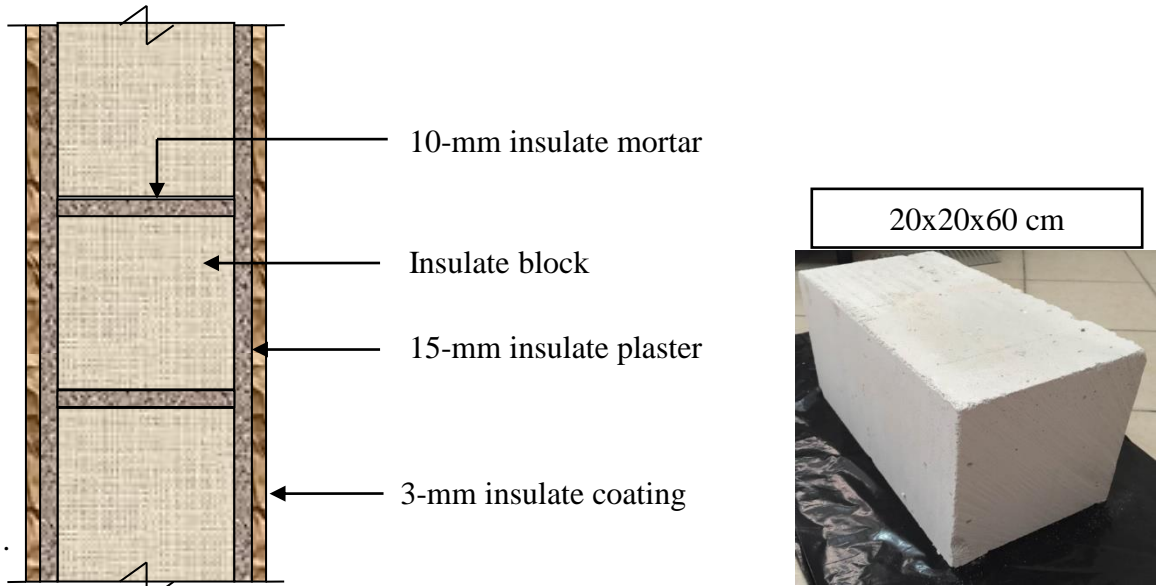 10-mm insulate mortar
20x20x60 cm
Insulate block
15-mm insulate plaster
3-mm insulate coating
.